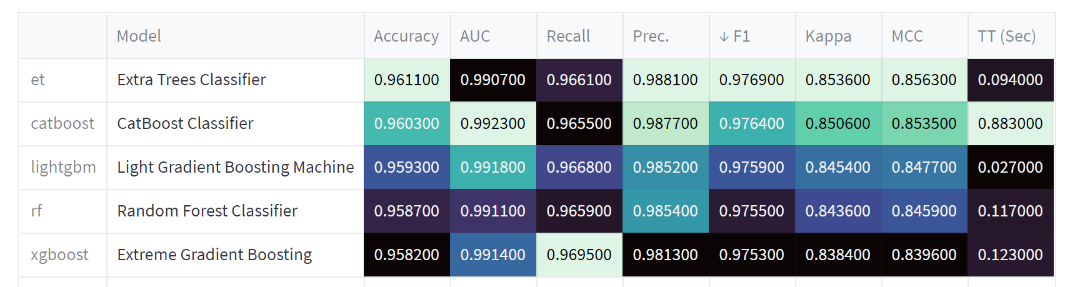 Model Accuracy AUC Recall Prec. ↓ F1 Kappa MCC TT (Sec)
et Extra Trees Classifier 0.961100 0.990700 0.966100 0.988100 0.976900 0.853600 0.856300 0.094000
catboost CatBoost Classifier 0.960300 0.992300 0.965500 0.987700 0.976400 0.850600 0.853500 0.883000
lightgbm Light Gradient Boosting Machine 0.959300 0.991800 0.966800 0.985200 0.975900 0.845400 0.847700 0.027000
rf Random Forest Classifier 0.958700 0.991100 0.965900 0.985400 0.975500 0.843600 0.845900 0.117000
xgboost Extreme Gradient Boosting 0.958200 0.991400 0.969500 0.981300 0.975300 0.838400 0.839600 0.123000